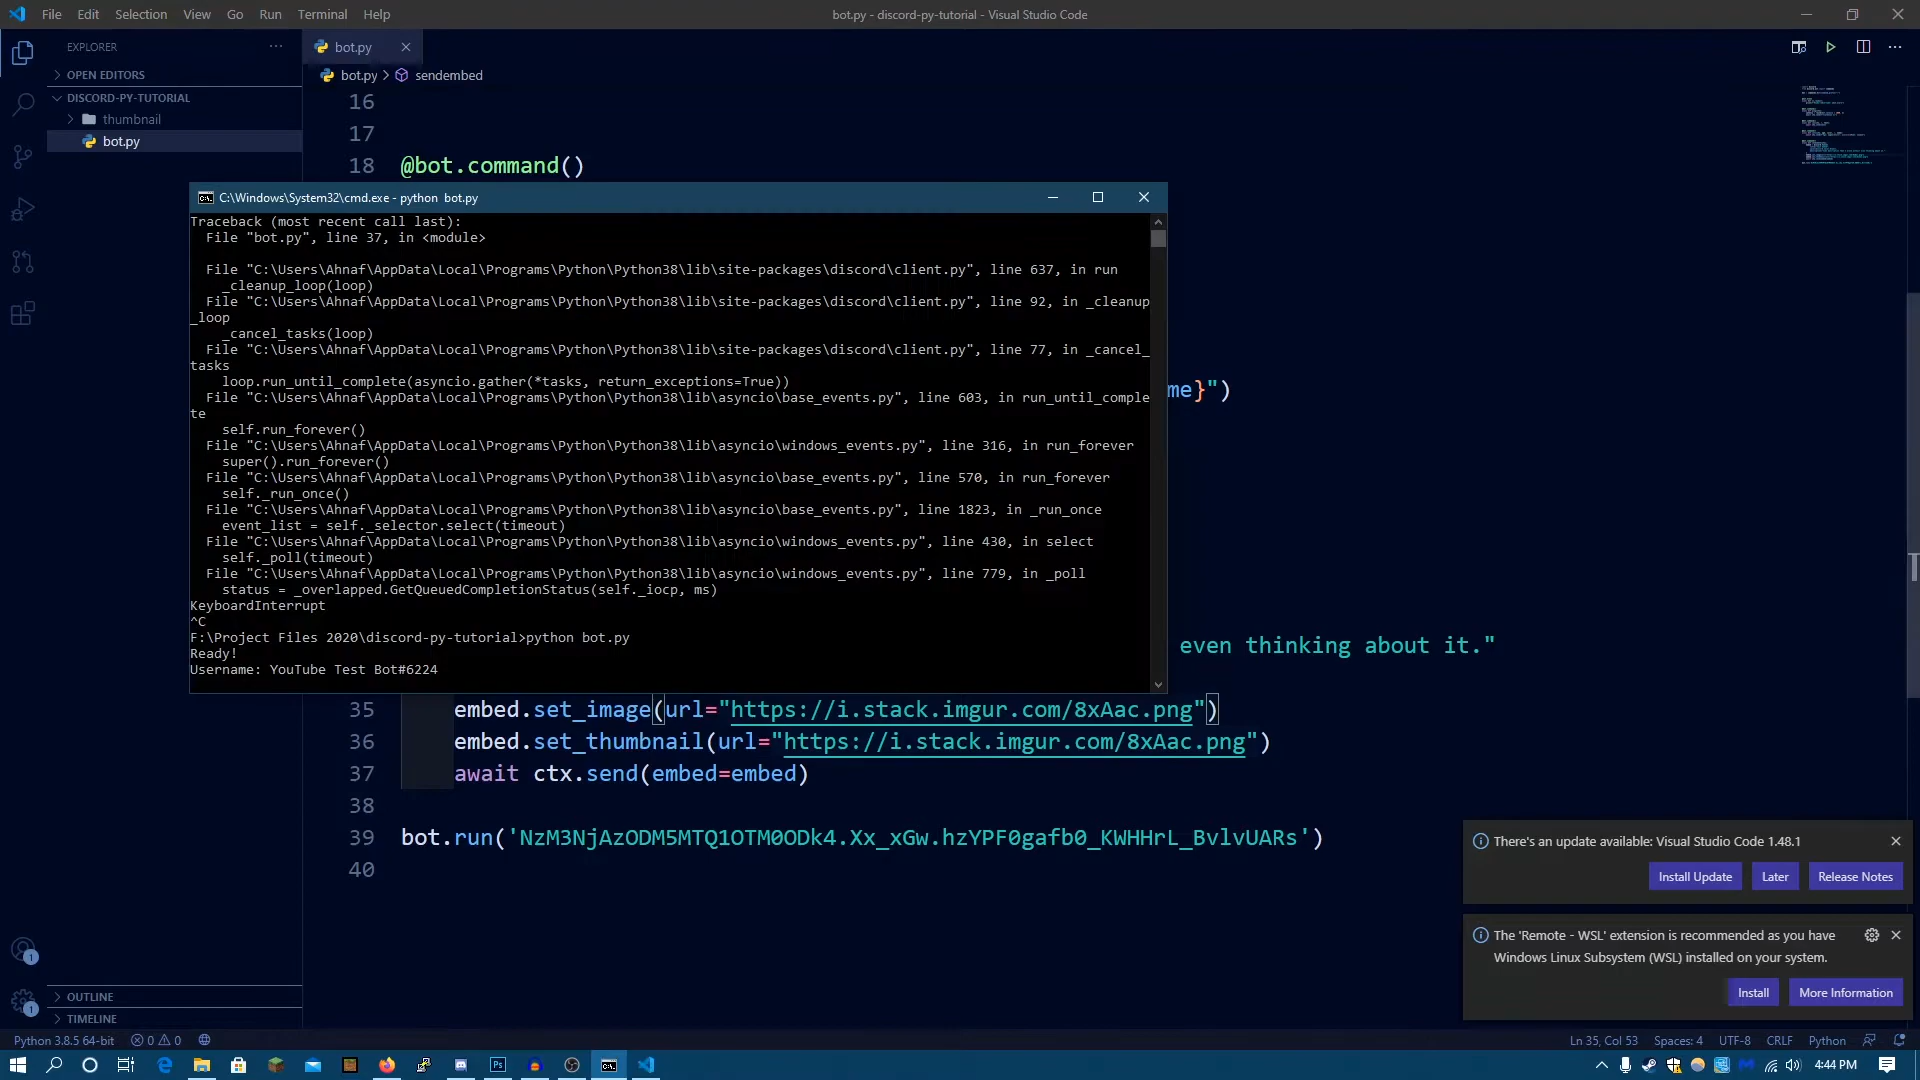 File Edit Selection View Go Run Terminal Help
bot.py - discord-py-tutorial - Visual Studio Code
EXPLORER
OPEN EDITORS
DISCORD-PY-TUTORIAL
thumbnail
bot.py
bot.py
bot.py > sendembed
16
17
18 @bot.command()
C:\Windows\System32\cmd.exe - python  bot.py
Traceback (most recent call last):
File "bot.py", line 37, in <module>
File "C:\Users\Ahnaf\AppData\Local\Programs\Python\Python38\lib\site-packages\discord\client.py", line 637, in run
_cleanup_loop(loop)
File "C:\Users\Ahnaf\AppData\Local\Programs\Python\Python38\lib\site-packages\discord\client.py", line 92, in _cleanup
_loop
_cancel_tasks(loop)
File "C:\Users\Ahnaf\AppData\Local\Programs\Python\Python38\lib\site-packages\discord\client.py", line 77, in _cancel_
tasks
loop.run_until_complete(asyncio.gather(*tasks, return_exceptions=True))
File "C:\Users\Ahnaf\AppData\Local\Programs\Python\Python38\lib\asyncio\base_events.py", line 603, in run_until_comple
te
self.run_forever()
File "C:\Users\Ahnaf\AppData\Local\Programs\Python\Python38\lib\asyncio\windows_events.py", line 316, in run_forever
super().run_forever()
File "C:\Users\Ahnaf\AppData\Local\Programs\Python\Python38\lib\asyncio\base_events.py", line 570, in run_forever
self._run_once()
File "C:\Users\Ahnaf\AppData\Local\Programs\Python\Python38\lib\asyncio\base_events.py", line 1823, in _run_once
event_list = self._selector.select(timeout)
File "C:\Users\Ahnaf\AppData\Local\Programs\Python\Python38\lib\asyncio\windows_events.py", line 430, in select
self._poll(timeout)
File "C:\Users\Ahnaf\AppData\Local\Programs\Python\Python38\lib\asyncio\windows_events.py", line 779, in _poll
status = _overlapped.GetQueuedCompletionStatus(self._iocp, ms)
KeyboardInterrupt
^C
F:\Project Files 2020\discord-py-tutorial>python bot.py
Ready!
Username: YouTube Test Bot#6224
me}")
even thinking about it."
35 embed.set_image(url="https://i.stack.imgur.com/8xAac.png")
36 embed.set_thumbnail(url="https://i.stack.imgur.com/8xAac.png")
37 await ctx.send(embed=embed)
38
39 bot.run('NzM3NjAzODM5MTQ1OTM0ODk4.Xx_xGw.hzYPF0gafb0_KWHHrL_BvlvUARs')
40
There's an update available: Visual Studio Code 1.48.1
Install Update Later Release Notes
The 'Remote - WSL' extension is recommended as you have
Windows Linux Subsystem (WSL) installed on your system.
Install More Information
1
1
OUTLINE
TIMELINE
Python 3.8.5 64-bit 0 0
Ln 35, Col 53 Spaces: 4 UTF-8 CRLF Python
4:44 PM